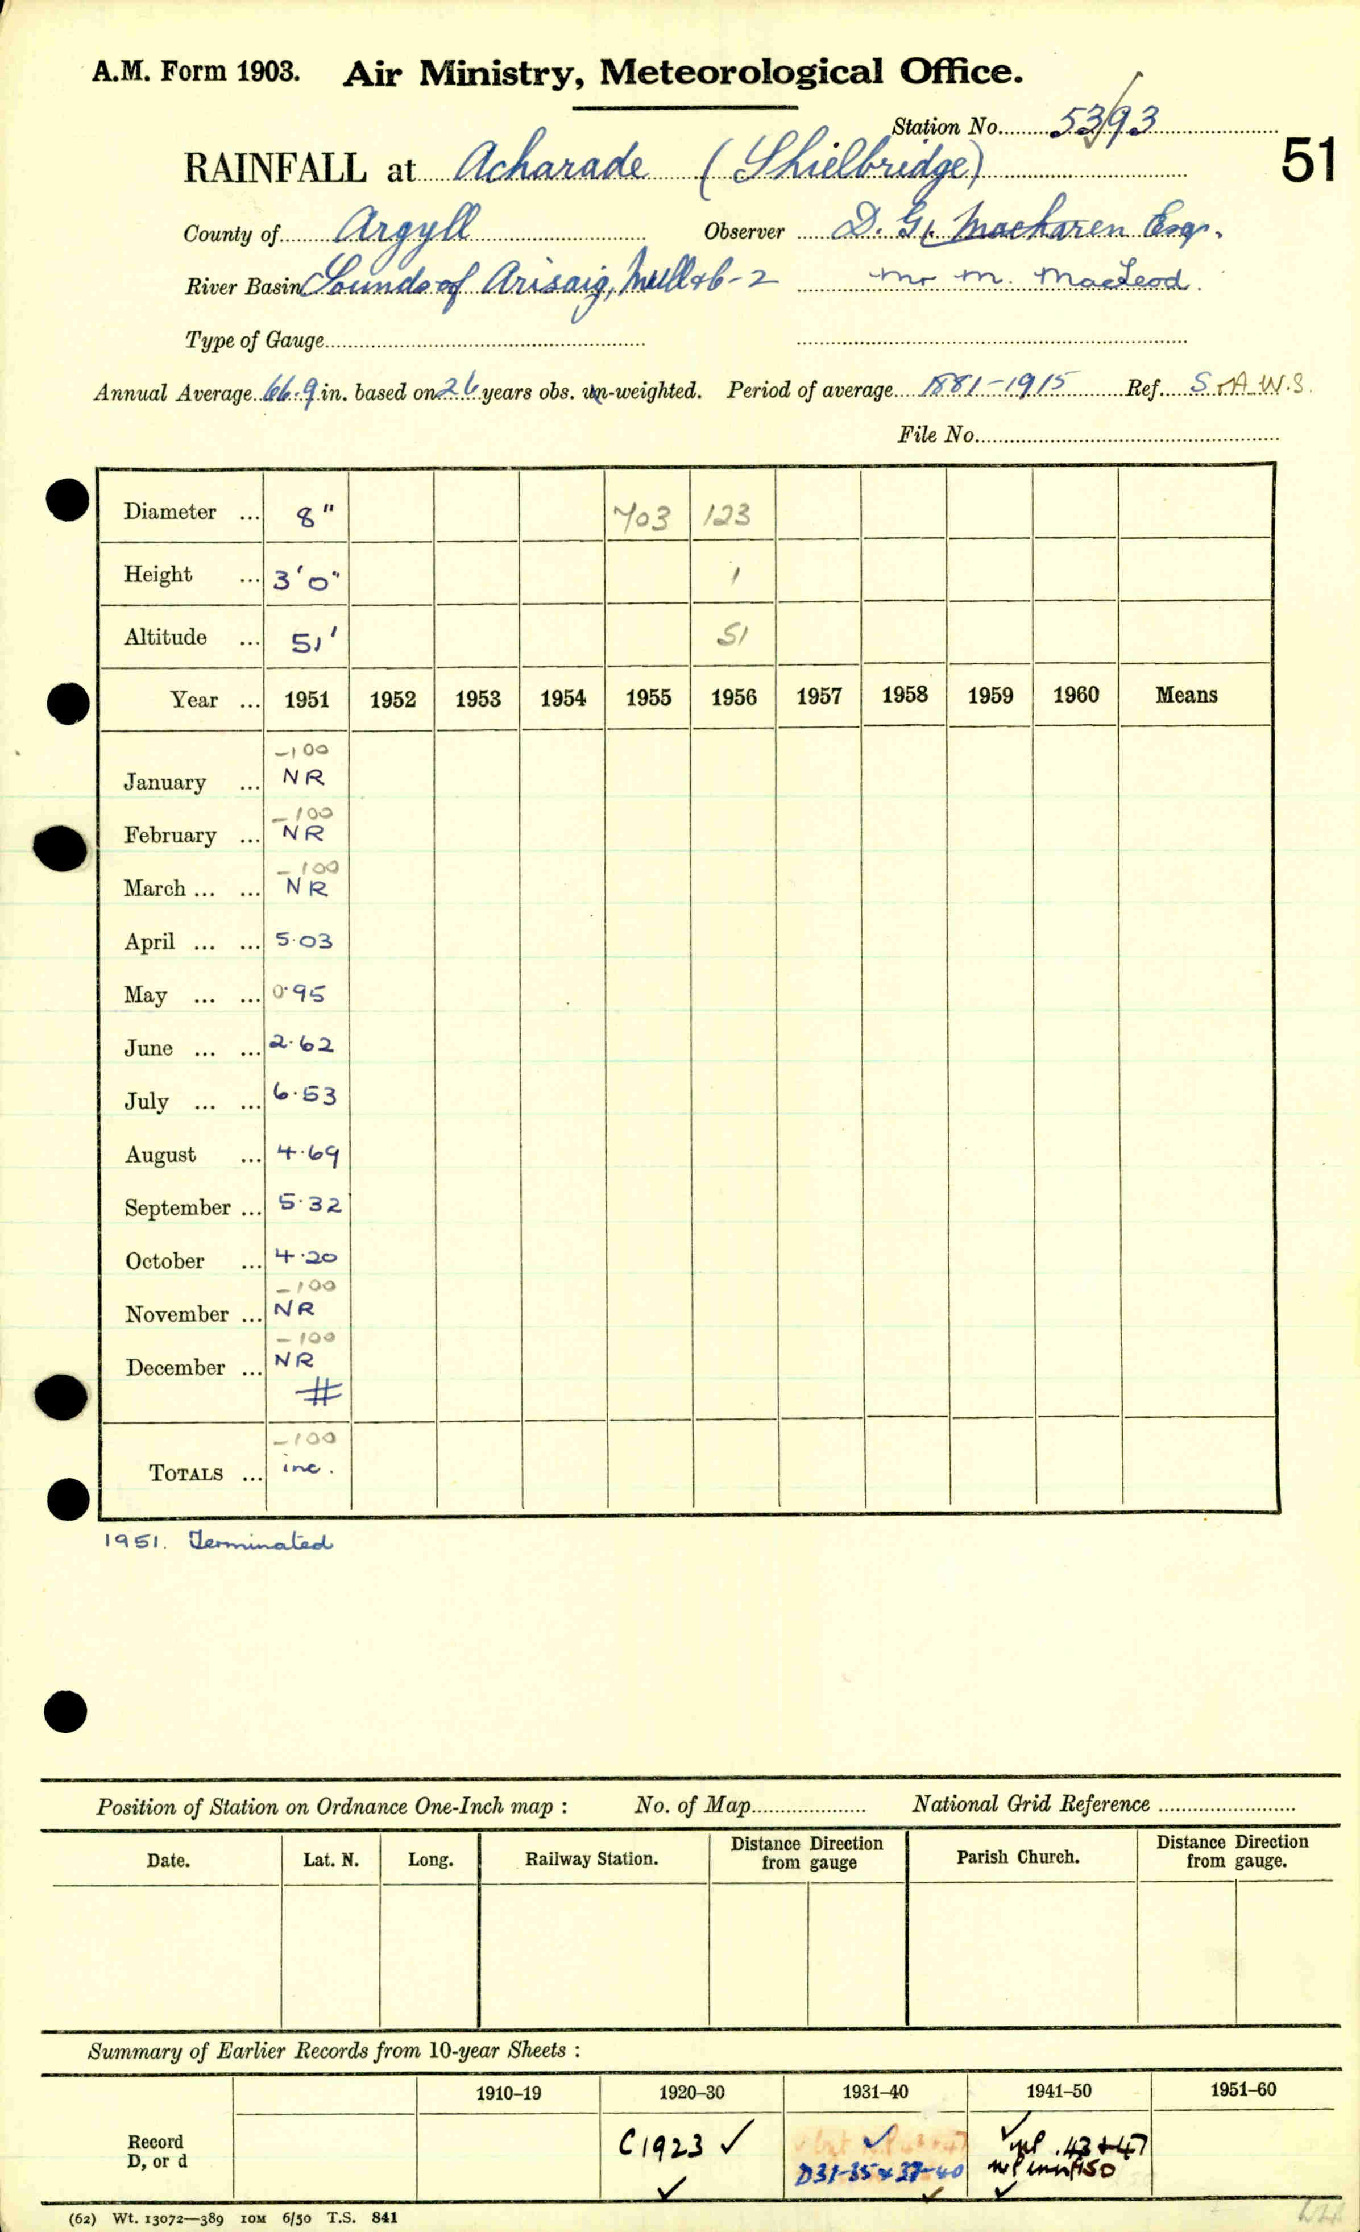 A.M. Form 1903. Air Ministry, Meteorological Office.
Station No. 5393
51
RAINFALL at Acharade (Shielbridge)
County of Argyll Observer D. G. MacLaren Esq.
River Basin Sounds of Arisaig, Mull &c - 2 Mr M. MacLeod.
Type of Gauge
Annual Average 66.9 in. based on 26 years obs. un-weighted. Period of average 1881-1915 Ref. S of A.W.S.
File No.
Diameter ... 8" 703 123
Height ... 3'0" 1
Altitude ... 51' 51
Year ... 1951 1952 1953 1954 1955 1956 1957 1958 1959 1960 Means
-100
January ... NR
-100
February ... NR
-100
March ... ... NR
April ... ... 5.03
May ... ... 0.95
June ... ... 2.62
July ... ... 6.53
August ... 4.69
September ... 5.32
October ... 4.20
-100
November ... NR
-100
December ... NR
#
-100
TOTALS ... inc.
1951. Terminated
Position of Station on Ordnance One-Inch map : No. of Map National Grid Reference
Date. Lat. N. Long. Railway Station. Distance from gauge Direction Parish Church. Distance from gauge. Direction
Summary of Earlier Records from 10-year Sheets :
1910–19 1920–30 1931–40 1941–50 1951–60
Record C1923 ✓ ✓ ✓ 43 + 47
D, or d D31-35 & 37-40 1950
✓ ✓ ✓
(62) Wt. 13072—389 10M 6/50 T.S. 841